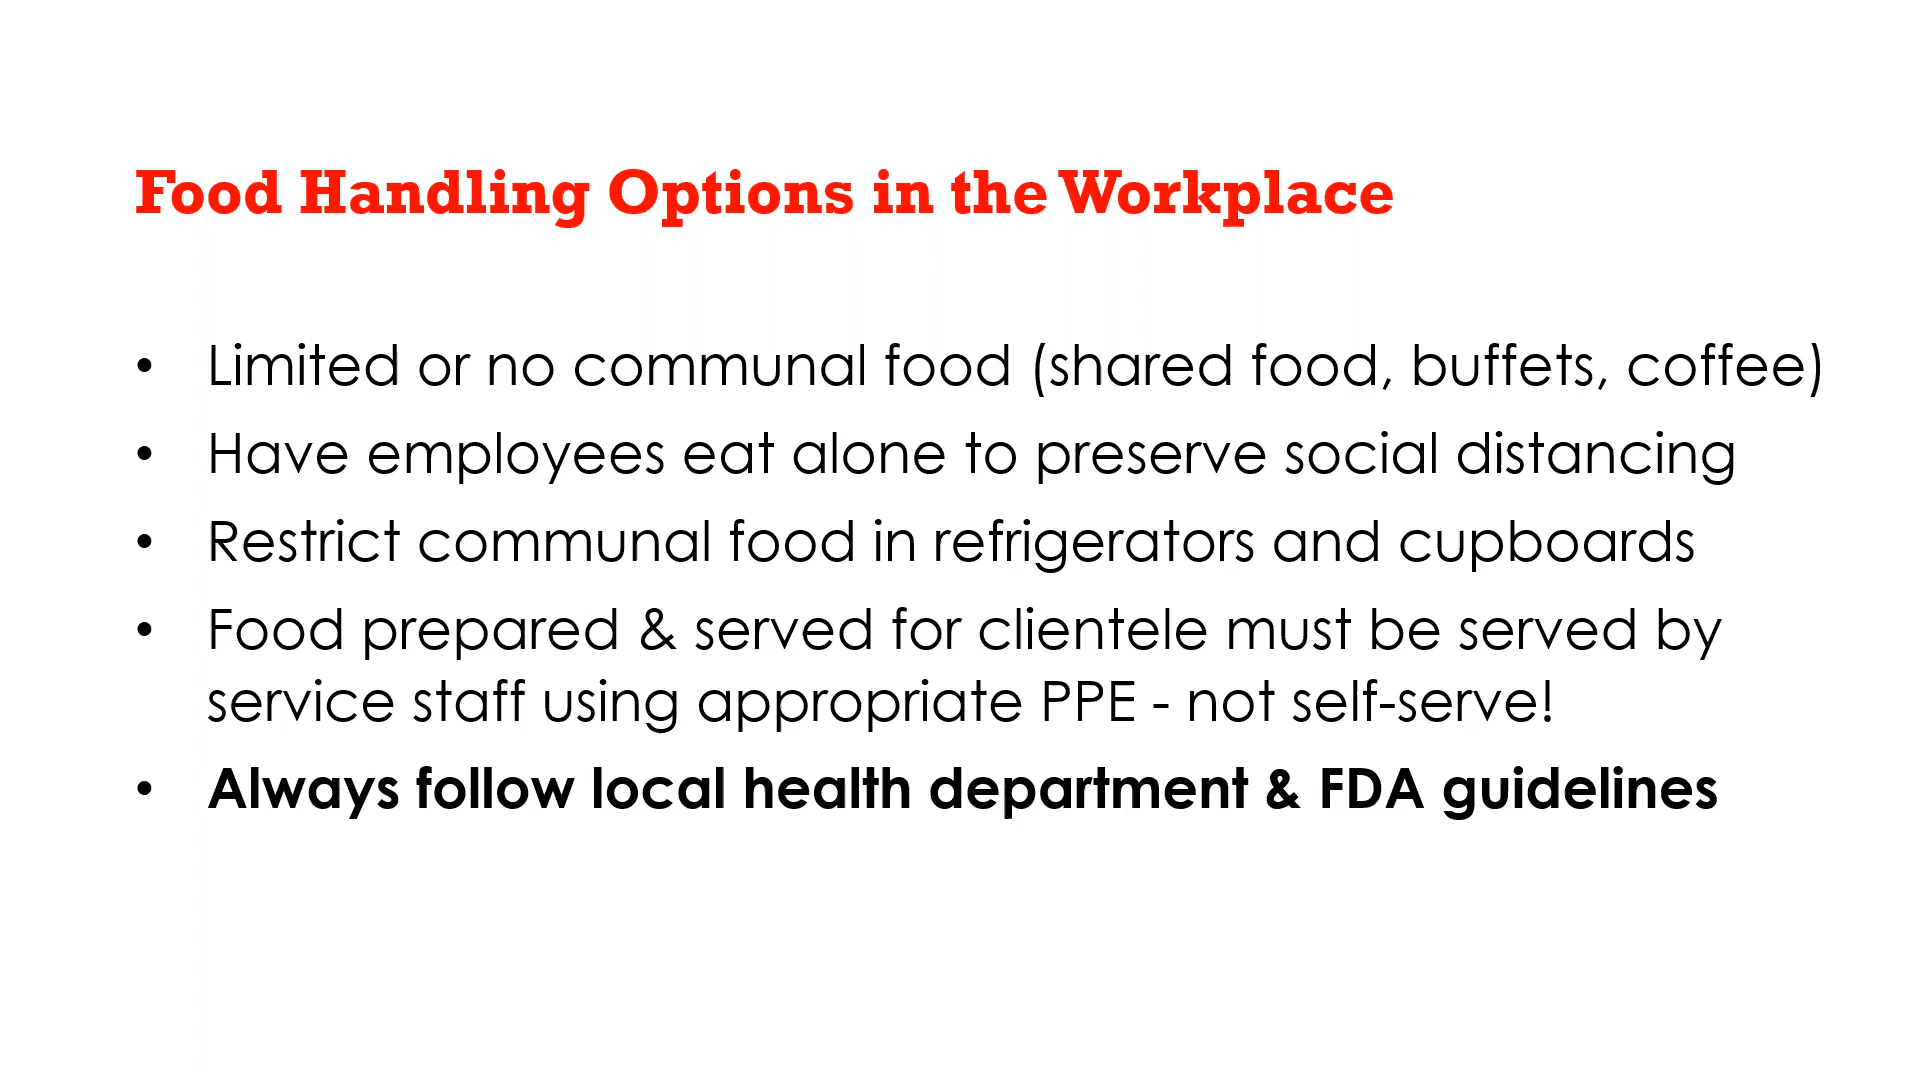 Food Handling Options in the Workplace
• Limited or no communal food (shared food, buffets, coffee)
• Have employees eat alone to preserve social distancing
• Restrict communal food in refrigerators and cupboards
• Food prepared & served for clientele must be served by
service staff using appropriate PPE - not self-serve!
• Always follow local health department & FDA guidelines